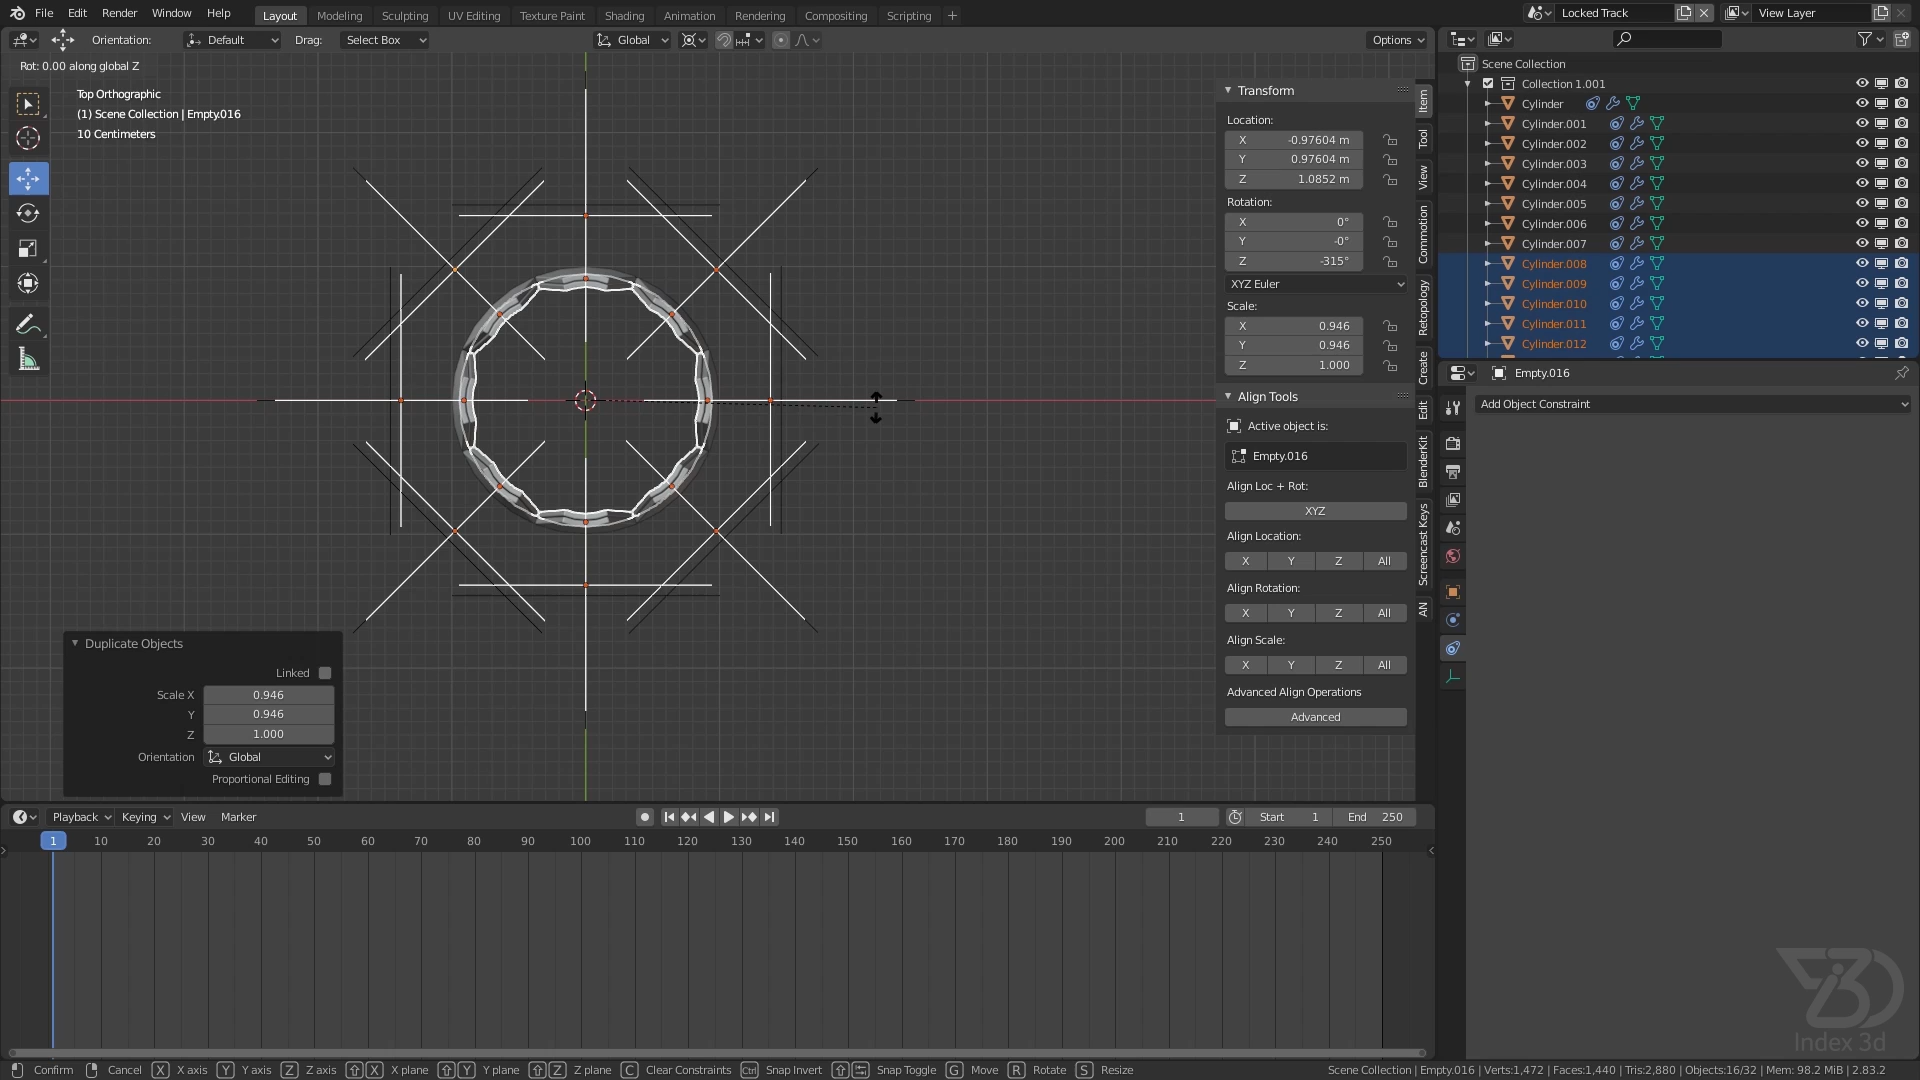 File Edit Render Window Help Layout Modeling Sculpting UV Editing Texture Paint Shading Animation Rendering Compositing Scripting + Locked Track View Layer
Orientation: Default Drag: Select Box Global Options
Rot: 0.00 along global Z
Top Orthographic
(1) Scene Collection | Empty.016
10 Centimeters
Transform
Location:
X -0.97604 m
Y 0.97604 m
Z 1.0852 m
Rotation:
X 0°
Y -0°
Z -315°
XYZ Euler
Scale:
X 0.946
Y 0.946
Z 1.000
Align Tools
Active object is:
Empty.016
Align Loc + Rot:
XYZ
Align Location:
X Y Z All
Align Rotation:
X Y Z All
Align Scale:
X Y Z All
Advanced Align Operations
Advanced
Item
Tool
View
Commotion
Retopology
Create
Edit
BlenderKit
Screencast Keys
AN
Scene Collection
Collection 1.001
Cylinder
Cylinder.001
Cylinder.002
Cylinder.003
Cylinder.004
Cylinder.005
Cylinder.006
Cylinder.007
Cylinder.008
Cylinder.009
Cylinder.010
Cylinder.011
Cylinder.012
Empty.016
Add Object Constraint
Duplicate Objects
Linked
Scale X 0.946
Y 0.946
Z 1.000
Orientation Global
Proportional Editing
Playback Keying View Marker 1 Start 1 End 250
1 10 20 30 40 50 60 70 80 90 100 110 120 130 140 150 160 170 180 190 200 210 220 230 240 250
Index 3d
Confirm Cancel X X axis Y Y axis Z Z axis X X plane Y Y plane Z Z plane C Clear Constraints Ctrl Snap Invert Snap Toggle G Move R Rotate S Resize Scene Collection | Empty.016 | Verts:1,472 | Faces:1,440 | Tris:2,880 | Objects:16/32 | Mem: 98.2 MiB | 2.83.2